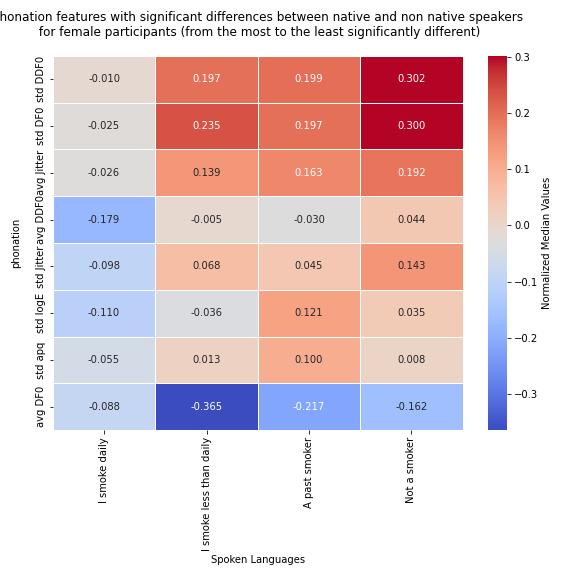 honation features with significant differences between native and non native speakers
for female participants (from the most to the least significantly different)
std DDF0 -0.010 0.197 0.199 0.302
std DF0 -0.025 0.235 0.197 0.300
avg Jitter -0.026 0.139 0.163 0.192
avg DDF0 -0.179 -0.005 -0.030 0.044
std Jitter -0.098 0.068 0.045 0.143
std logE -0.110 -0.036 0.121 0.035
std apq -0.055 0.013 0.100 0.008
avg DF0 -0.088 -0.365 -0.217 -0.162
phonation
I smoke daily
I smoke less than daily
A past smoker
Not a smoker
Spoken Languages
0.3
0.2
0.1
0.0
−0.1
−0.2
−0.3
Normalized Median Values